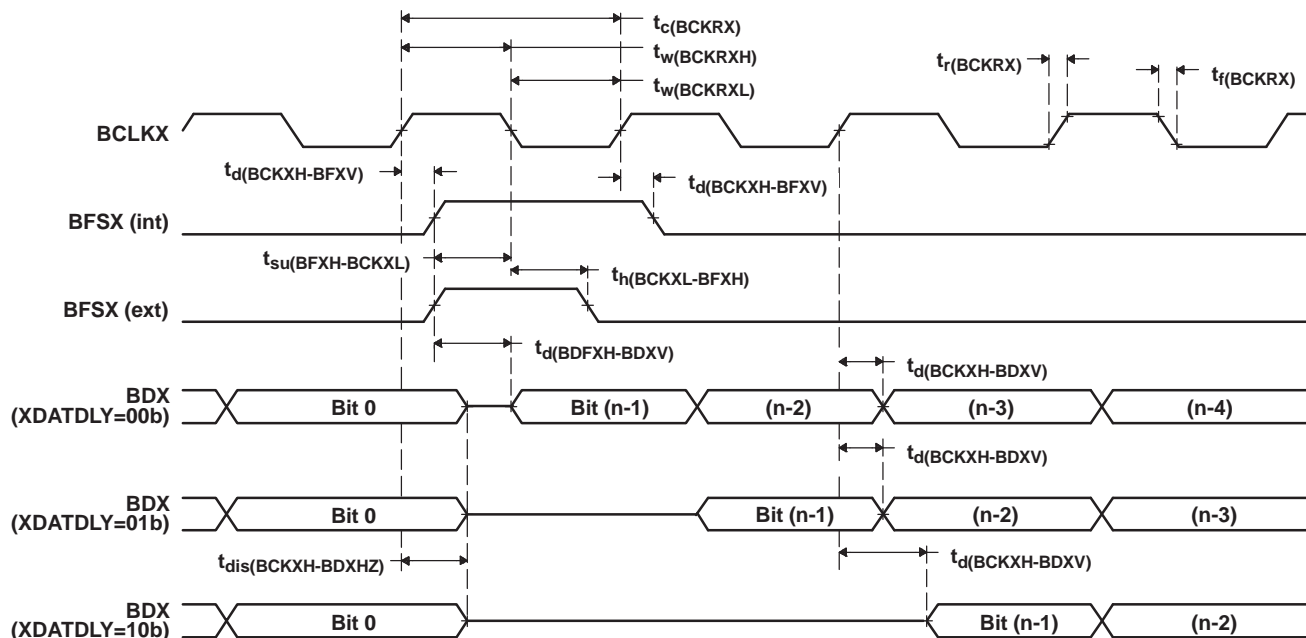 tc(BCKRX)
tw(BCKRXH)
tw(BCKRXL)
tr(BCKRX)
tf(BCKRX)
BCLKX
td(BCKXH-BFXV)
td(BCKXH-BFXV)
BFSX (int)
tsu(BFXH-BCKXL)
th(BCKXL-BFXH)
BFSX (ext)
td(BDFXH-BDXV)
td(BCKXH-BDXV)
BDX
(XDATDLY=00b)
Bit 0
Bit (n-1)
(n-2)
(n-3)
(n-4)
td(BCKXH-BDXV)
BDX
(XDATDLY=01b)
Bit 0
Bit (n-1)
(n-2)
(n-3)
tdis(BCKXH-BDXHZ)
td(BCKXH-BDXV)
BDX
(XDATDLY=10b)
Bit 0
Bit (n-1)
(n-2)